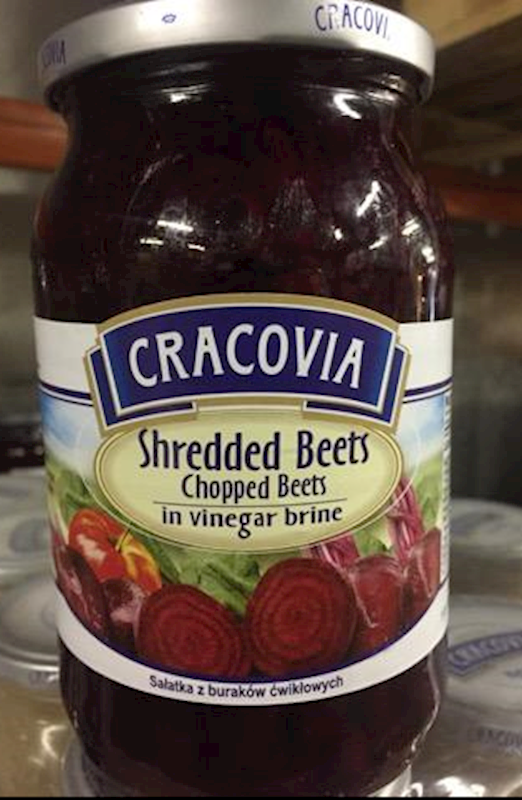 CRACOVI
CRACOVIA
Shredded Beets
Chopped Beets
in vinegar brine
Sałatka z buraków ćwikłowych